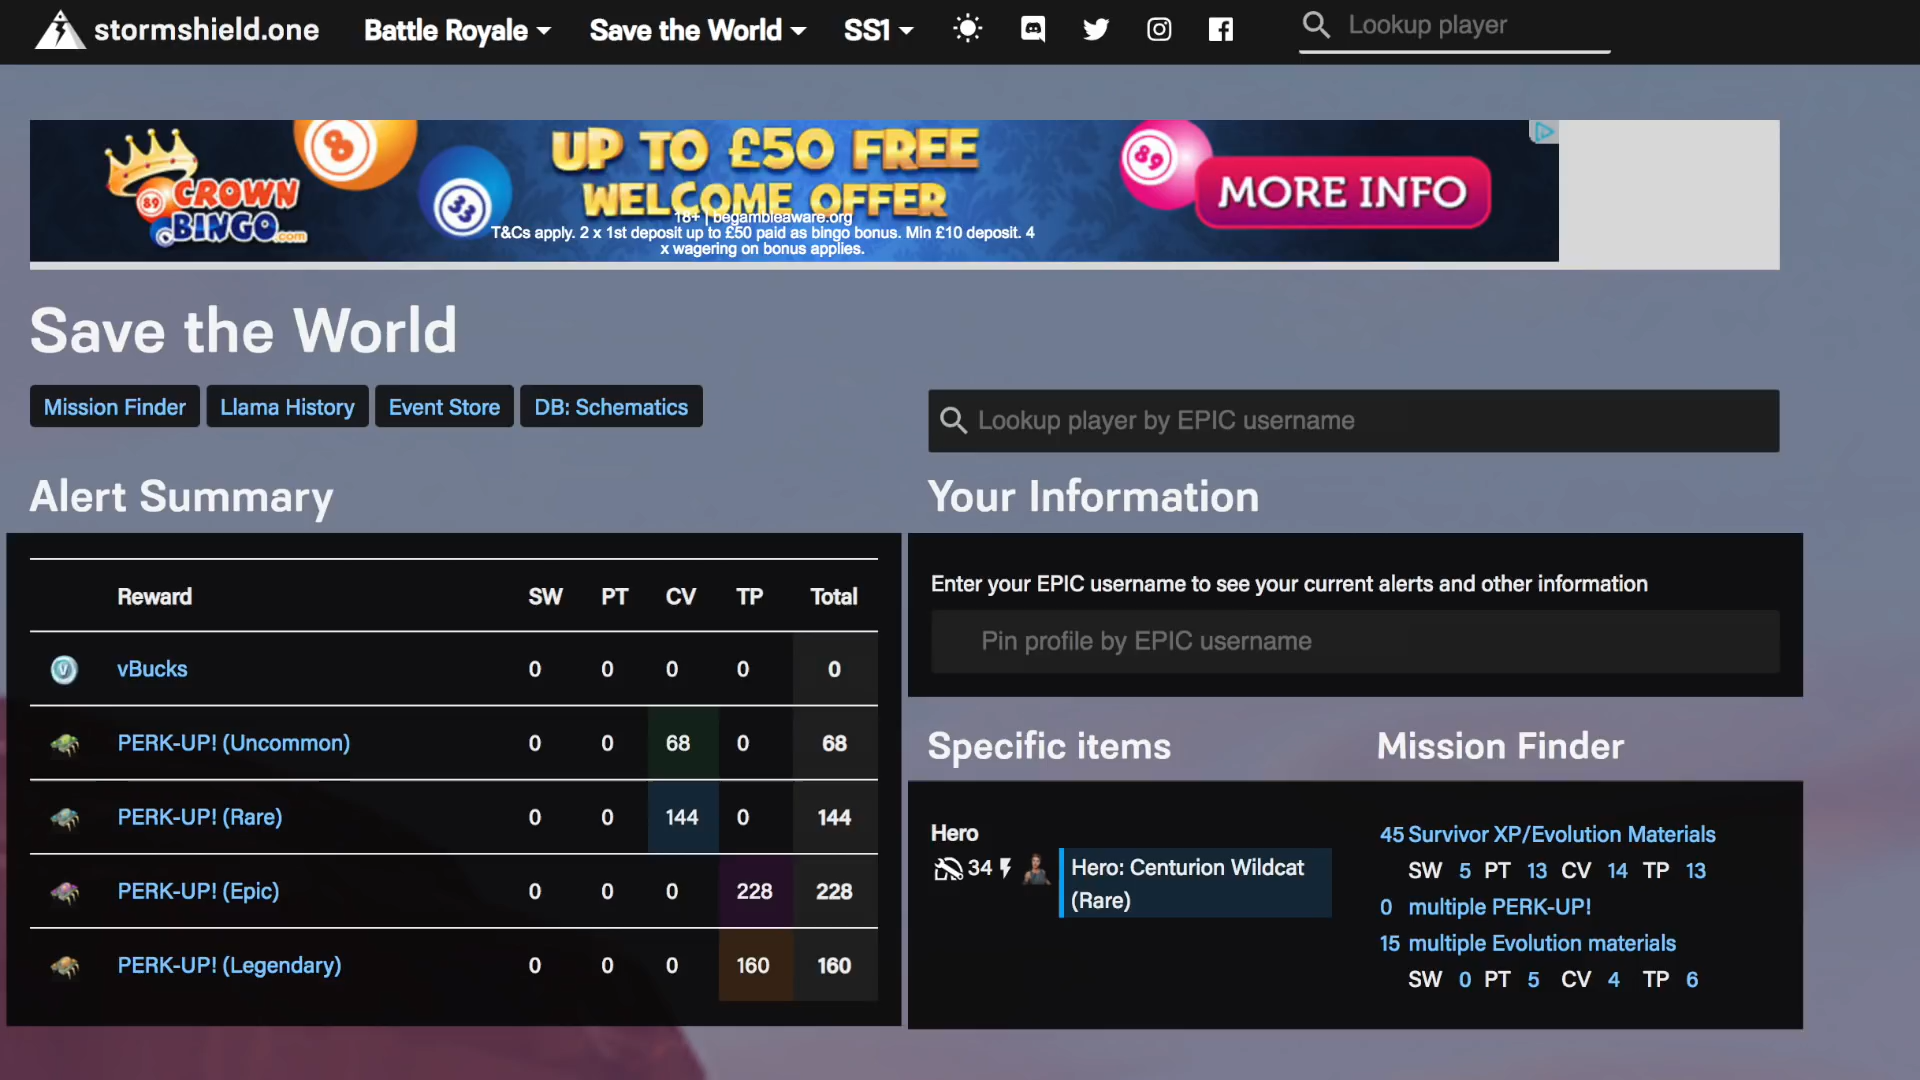 stormshield.one Battle Royale Save the World SS1 Lookup player
89 CROWN BINGO.com
8
33
UP TO £50 FREE
WELCOME OFFER
18+ | begambleaware.org
T&Cs apply. 2 x 1st deposit up to £50 paid as bingo bonus. Min £10 deposit. 4
x wagering on bonus applies.
89
MORE INFO
Save the World
Mission Finder Llama History Event Store DB: Schematics
Lookup player by EPIC username
Alert Summary
Reward SW PT CV TP Total
V vBucks 0 0 0 0 0
PERK-UP! (Uncommon) 0 0 68 0 68
PERK-UP! (Rare) 0 0 144 0 144
PERK-UP! (Epic) 0 0 0 228 228
PERK-UP! (Legendary) 0 0 0 160 160
Your Information
Enter your EPIC username to see your current alerts and other information
Pin profile by EPIC username
Specific items
Hero
34 Hero: Centurion Wildcat
(Rare)
Mission Finder
45 Survivor XP/Evolution Materials
SW 5 PT 13 CV 14 TP 13
0 multiple PERK-UP!
15 multiple Evolution materials
SW 0 PT 5 CV 4 TP 6